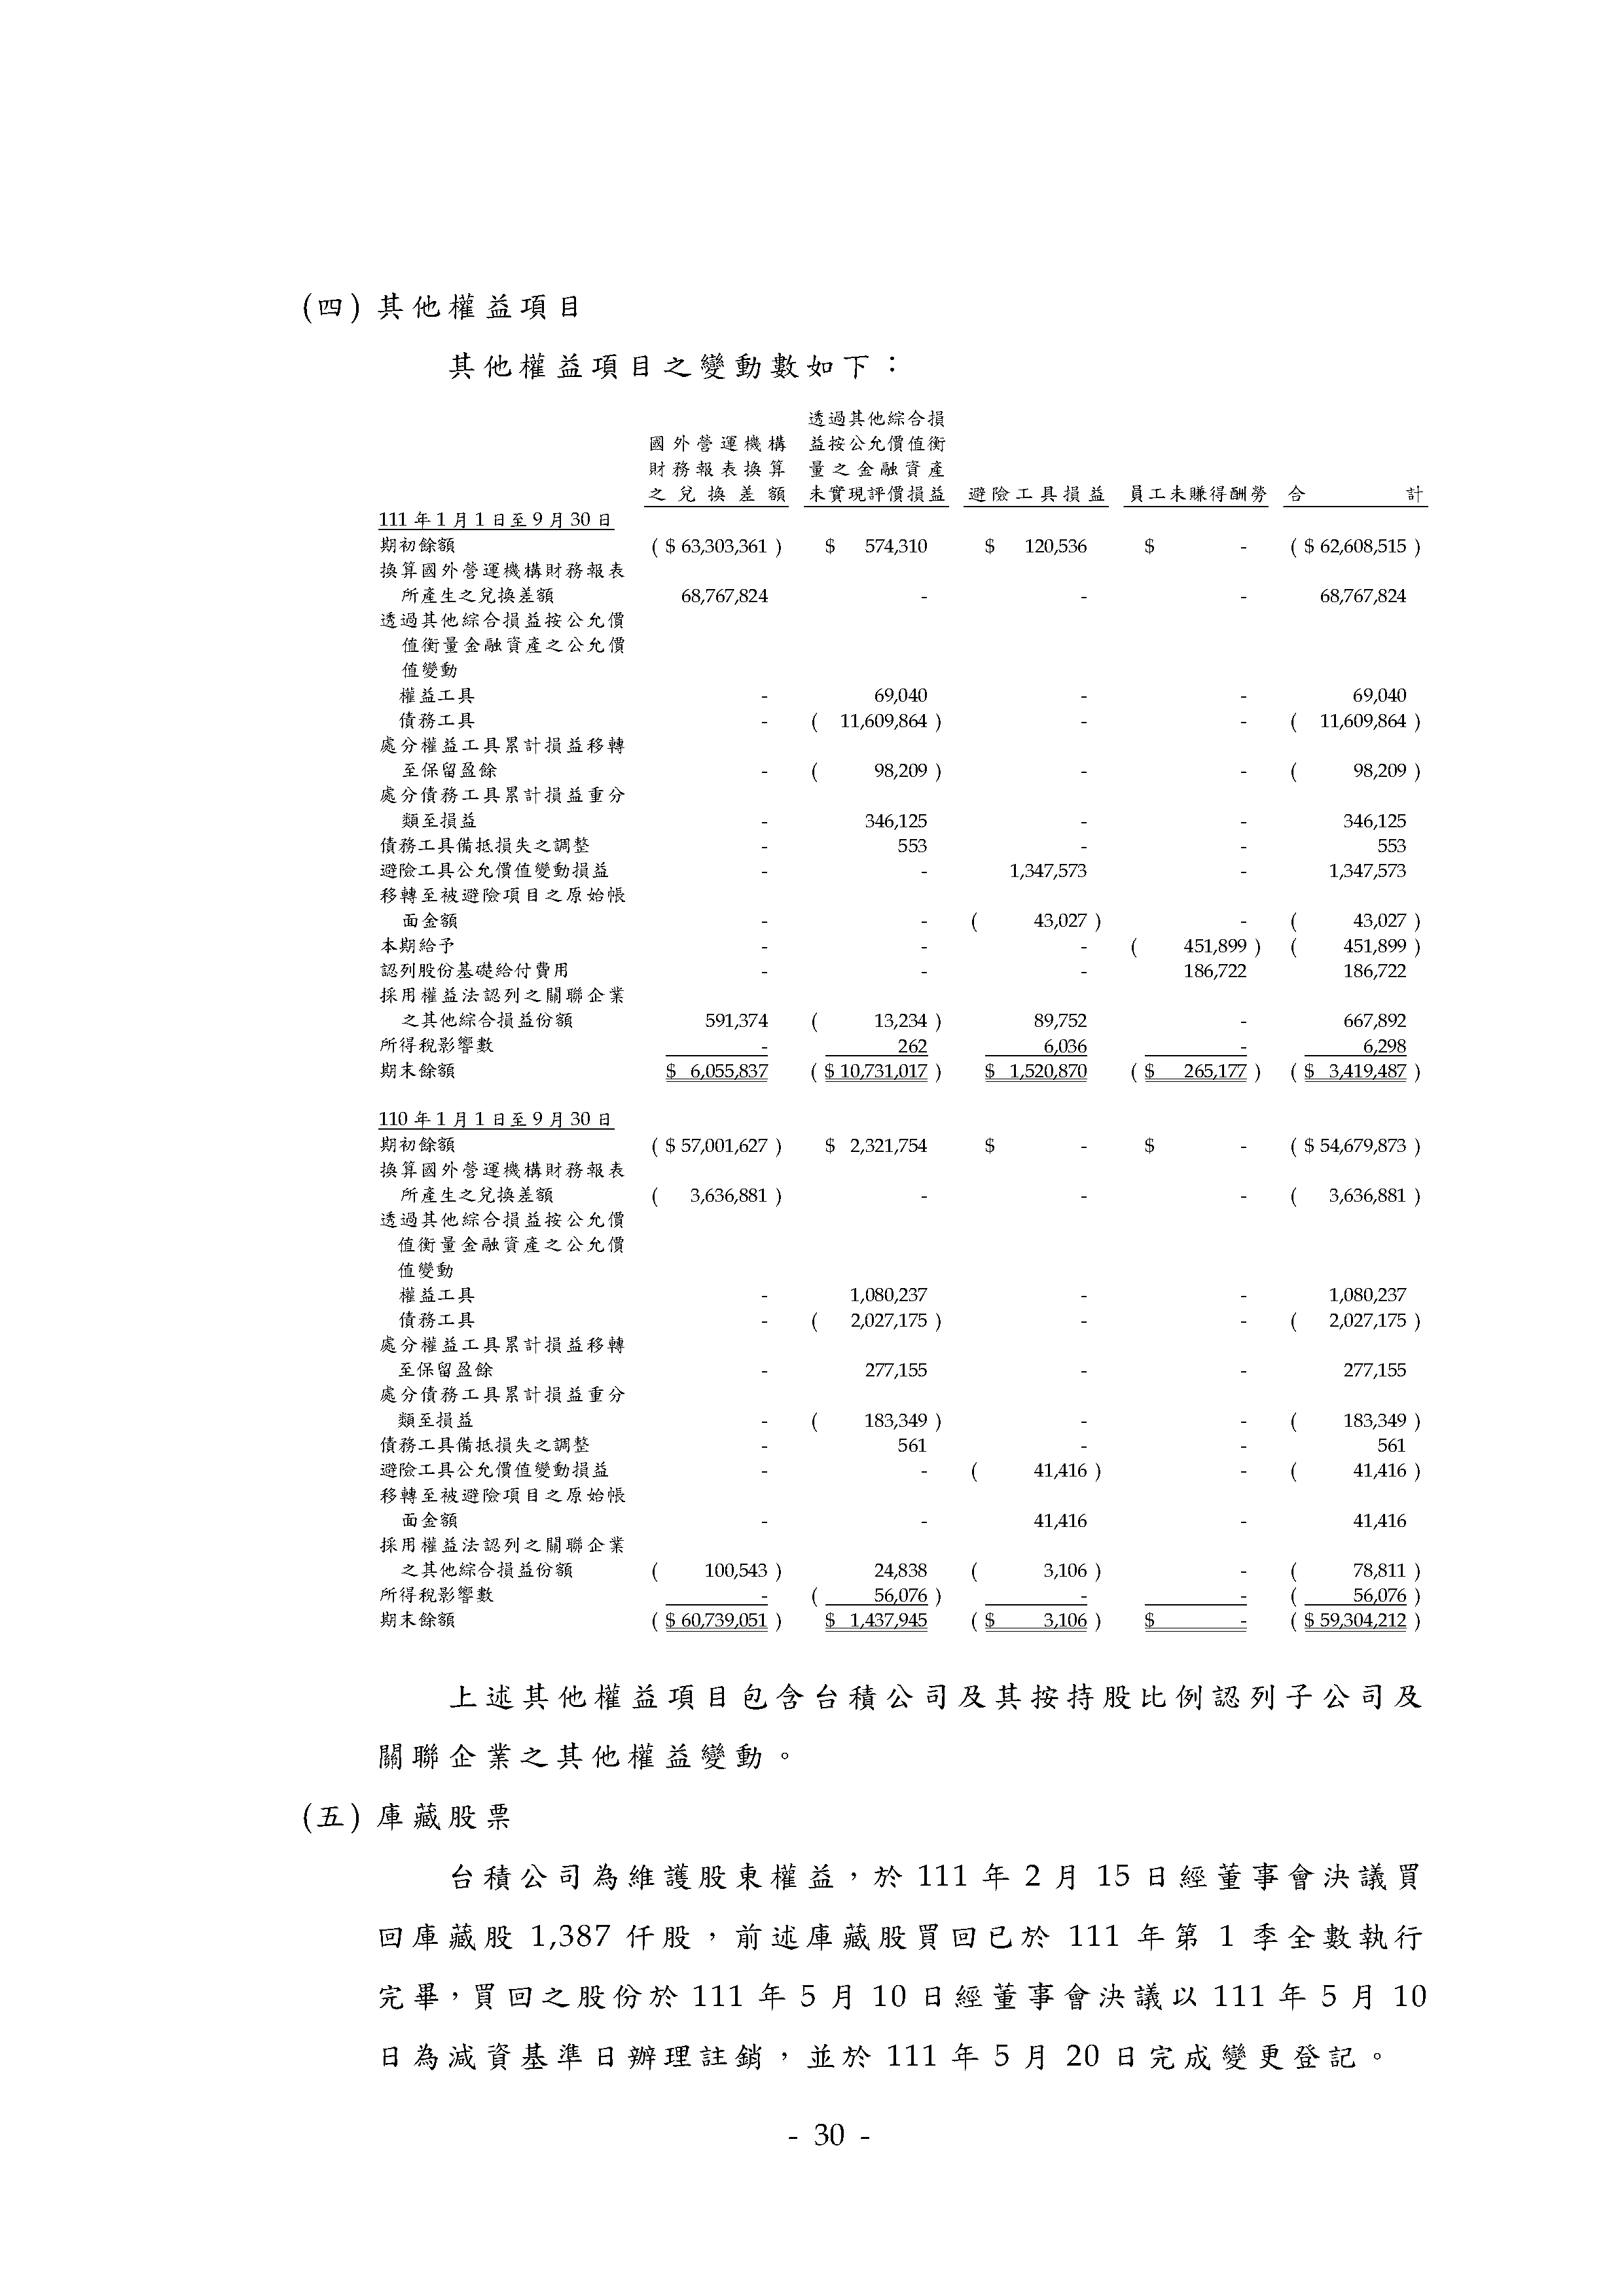 (四) 其他權益項目
其他權益項目之變動數如下：
透過其他綜合損
國外營運機構 益按公允價值衡
財務報表換算 量之金融資產
之兌換差額 未實現評價損益 避險工具損益 員工未賺得酬勞 合計
111 年 1 月 1 日至 9 月 30 日
期初餘額 ( $ 63,303,361 ) $ 574,310 $ 120,536 $ - ( $ 62,608,515 )
換算國外營運機構財務報表
所產生之兌換差額 68,767,824 - - - 68,767,824
透過其他綜合損益按公允價
值衡量金融資產之公允價
值變動
權益工具 - 69,040 - - 69,040
債務工具 - ( 11,609,864 ) - - ( 11,609,864 )
處分權益工具累計損益移轉
至保留盈餘 - ( 98,209 ) - - ( 98,209 )
處分債務工具累計損益重分
類至損益 - 346,125 - - 346,125
債務工具備抵損失之調整 - 553 - - 553
避險工具公允價值變動損益 - - 1,347,573 - 1,347,573
移轉至被避險項目之原始帳
面金額 - - ( 43,027 ) - ( 43,027 )
本期給予 - - - ( 451,899 ) ( 451,899 )
認列股份基礎給付費用 - - - 186,722 186,722
採用權益法認列之關聯企業
之其他綜合損益份額 591,374 ( 13,234 ) 89,752 - 667,892
所得稅影響數 - 262 6,036 - 6,298
期末餘額 $ 6,055,837 ( $ 10,731,017 ) $ 1,520,870 ( $ 265,177 ) ( $ 3,419,487 )
110 年 1 月 1 日至 9 月 30 日
期初餘額 ( $ 57,001,627 ) $ 2,321,754 $ - $ - ( $ 54,679,873 )
換算國外營運機構財務報表
所產生之兌換差額 ( 3,636,881 ) - - - ( 3,636,881 )
透過其他綜合損益按公允價
值衡量金融資產之公允價
值變動
權益工具 - 1,080,237 - - 1,080,237
債務工具 - ( 2,027,175 ) - - ( 2,027,175 )
處分權益工具累計損益移轉
至保留盈餘 - 277,155 - - 277,155
處分債務工具累計損益重分
類至損益 - ( 183,349 ) - - ( 183,349 )
債務工具備抵損失之調整 - 561 - - 561
避險工具公允價值變動損益 - - ( 41,416 ) - ( 41,416 )
移轉至被避險項目之原始帳
面金額 - - 41,416 - 41,416
採用權益法認列之關聯企業
之其他綜合損益份額 ( 100,543 ) 24,838 ( 3,106 ) - ( 78,811 )
所得稅影響數 - ( 56,076 ) - - ( 56,076 )
期末餘額 ( $ 60,739,051 ) $ 1,437,945 ( $ 3,106 ) $ - ( $ 59,304,212 )
上述其他權益項目包含台積公司及其按持股比例認列子公司及
關聯企業之其他權益變動。
(五) 庫藏股票
台積公司為維護股東權益，於 111 年 2 月 15 日經董事會決議買
回庫藏股 1,387 仟股，前述庫藏股買回已於 111 年第 1 季全數執行
完畢，買回之股份於 111 年 5 月 10 日經董事會決議以 111 年 5 月 10
日為減資基準日辦理註銷，並於 111 年 5 月 20 日完成變更登記。
- 30 -